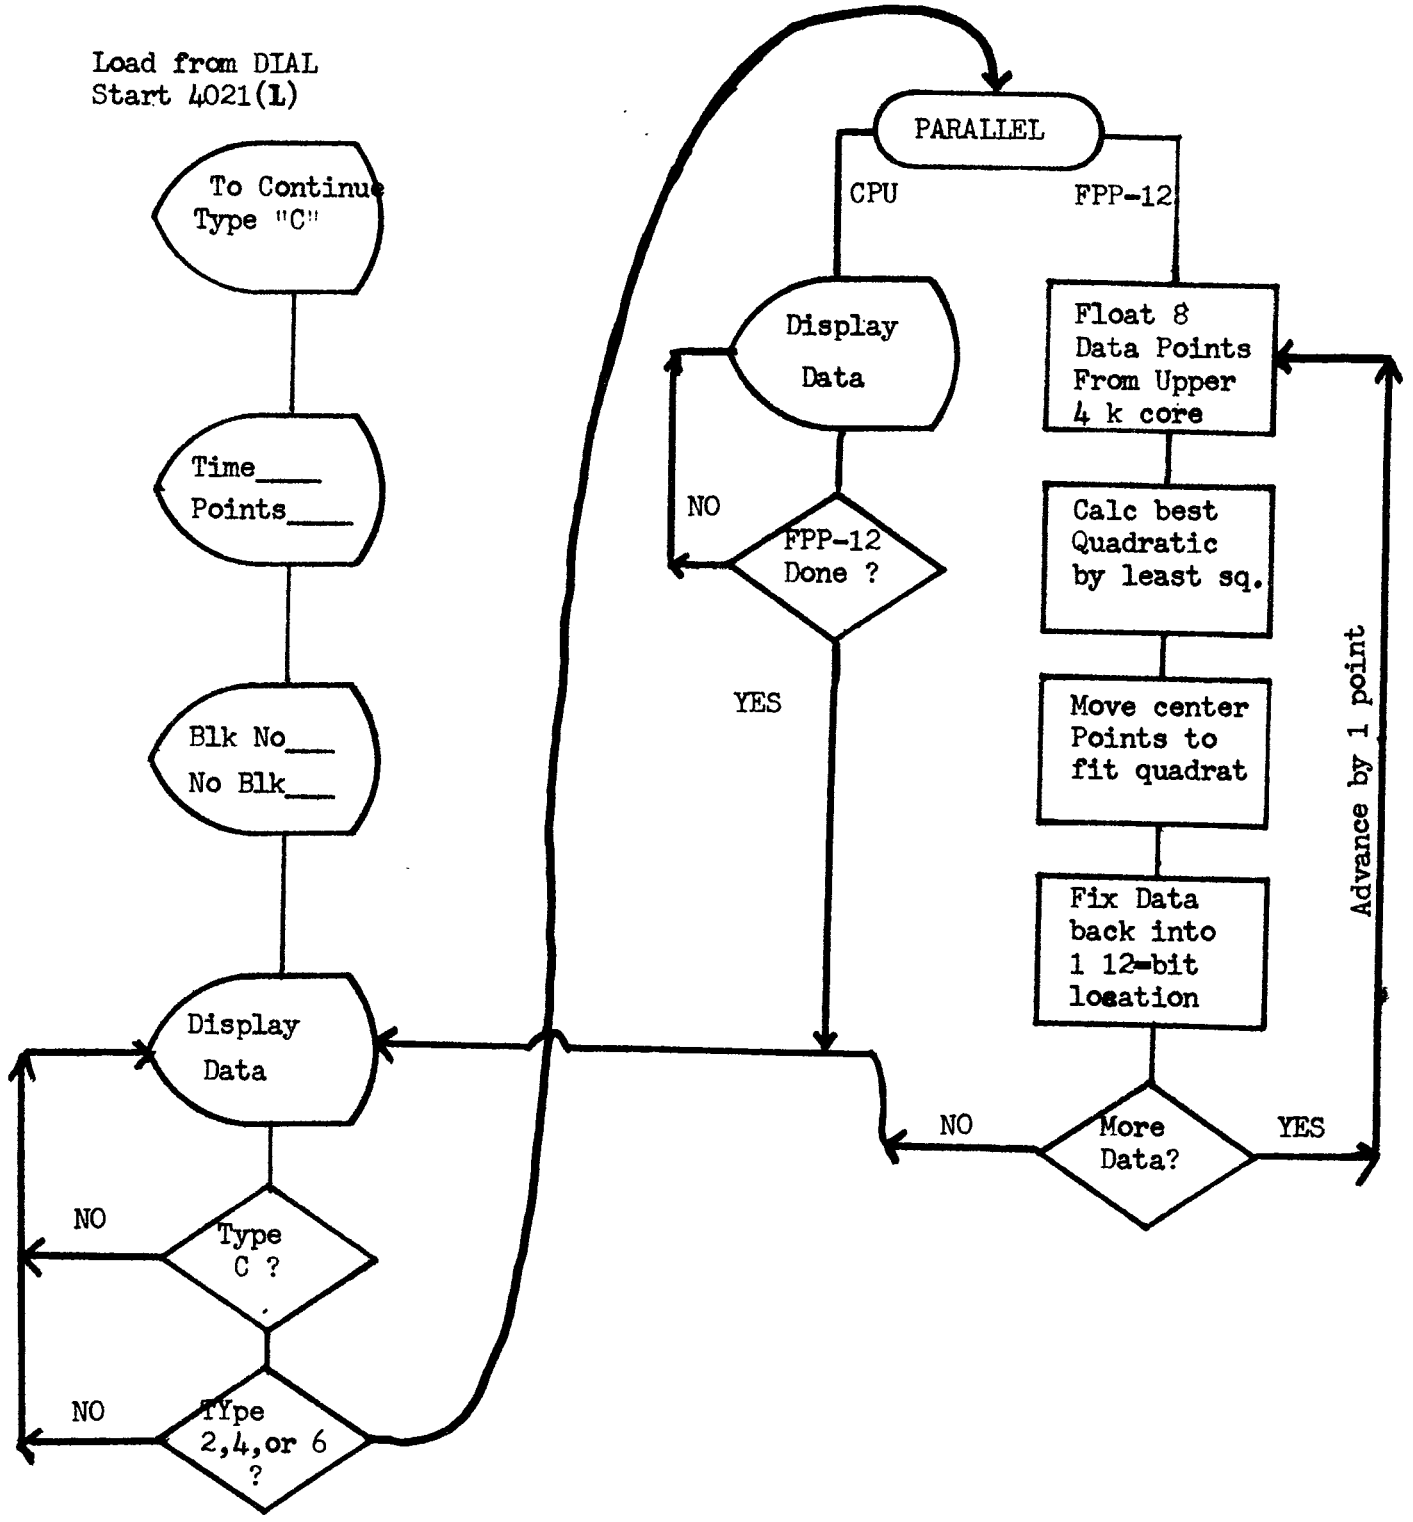 Load from DIAL
Start 4021(L)
To Continue
Type "C"
Time____
Points____
Blk No___
No Blk___
Display
Data
Type
C ?
NO
TYpe
2,4,or 6
?
NO
PARALLEL
CPU
FPP-12
Display
Data
NO
FPP-12
Done ?
YES
Float 8
Data Points
From Upper
4 k core
Calc best
Quadratic
by least sq.
Move center
Points to
fit quadrat
Fix Data
back into
1 12-bit
location
More
Data?
NO
YES
Advance by 1 point